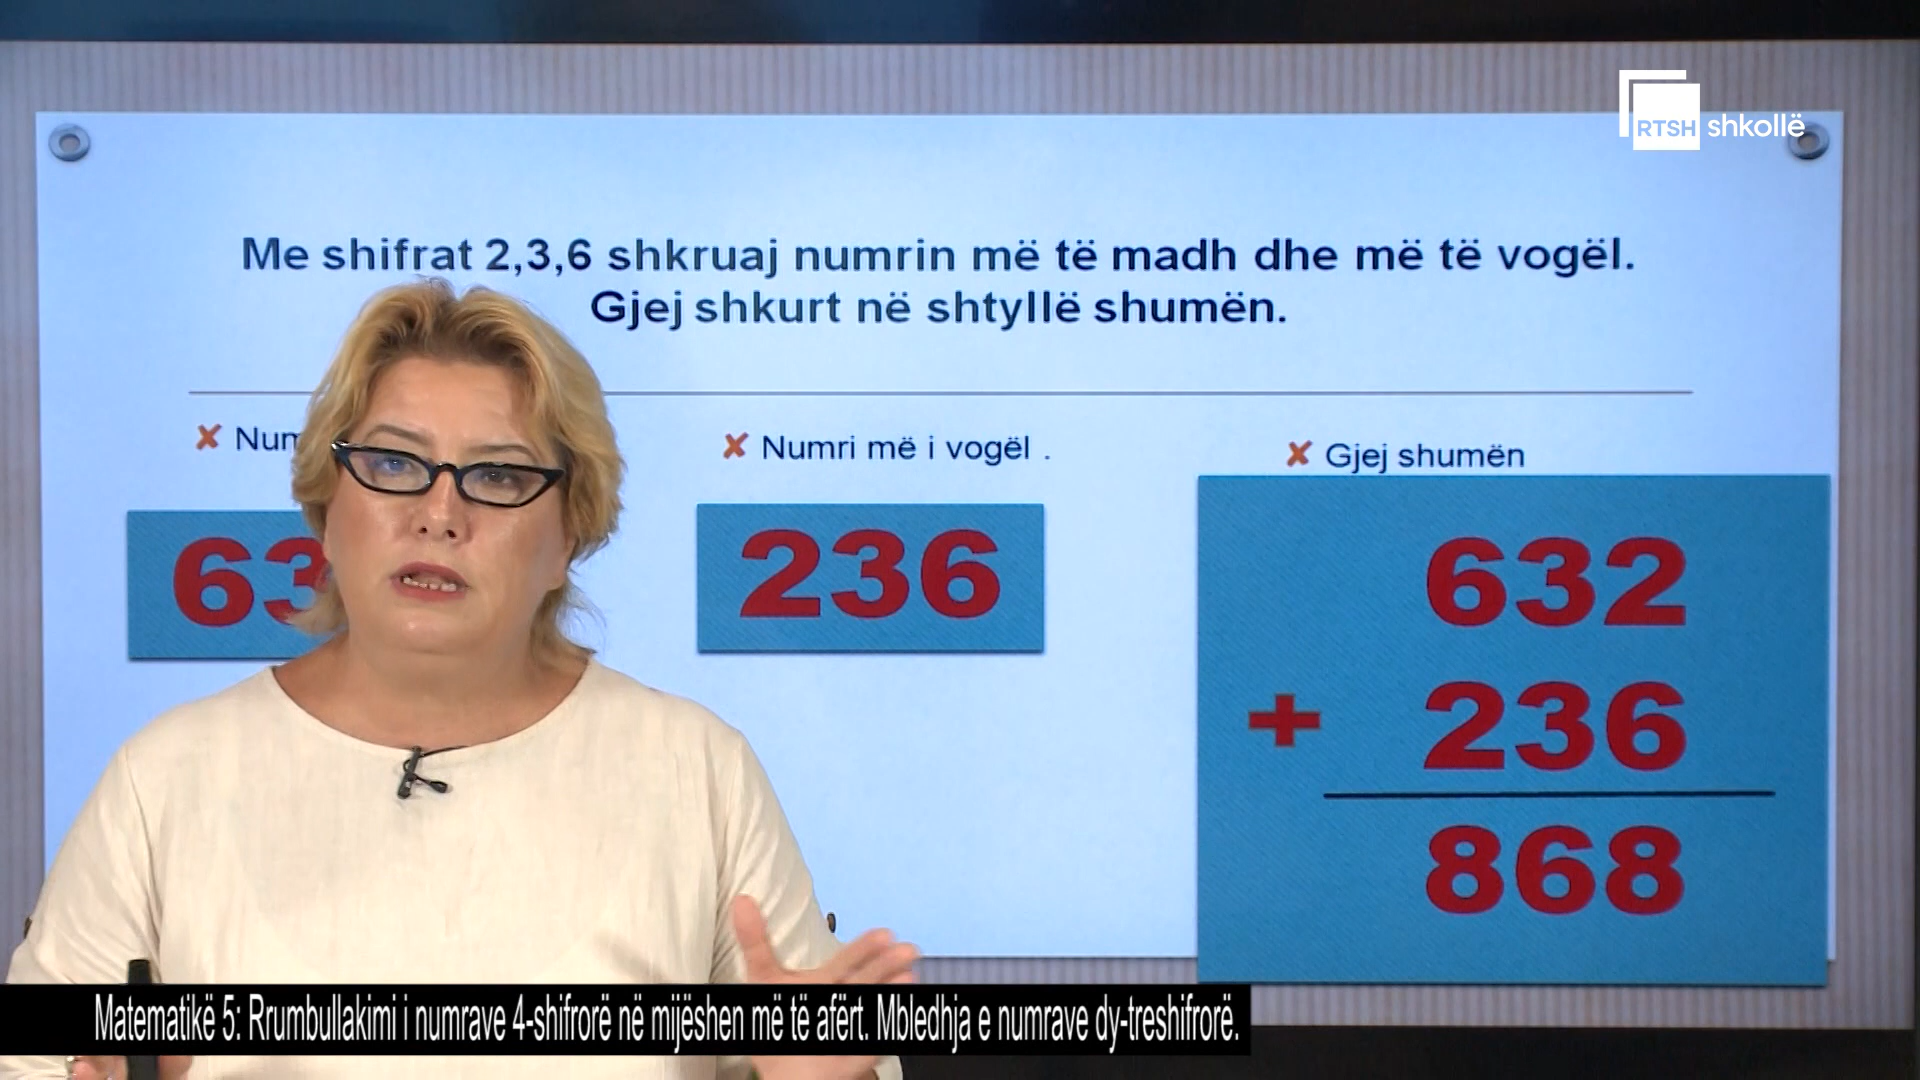 RTSH shkollë
Me shifrat 2,3,6 shkruaj numrin më të madh dhe më të vogël.
Gjej shkurt në shtyllë shumën.
Numri më i vogël .
Gjej shumën
236
632
+ 236
868
Matematikë 5: Rrumbullakimi i numrave 4-shifrorë në mijëshen më të afërt. Mbledhja e numrave dy-treshifrorë.